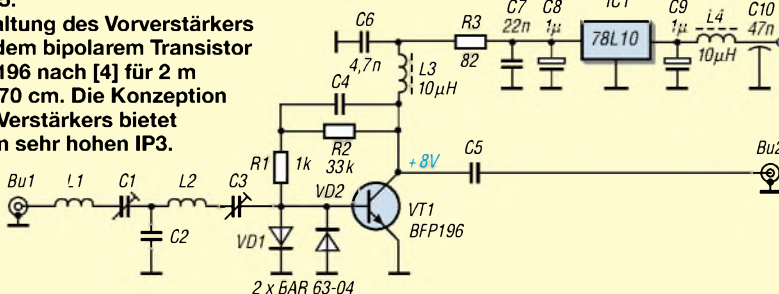 altung des Vorverstärkers
dem bipolarem Transistor
196 nach [4] für 2 m
70 cm. Die Konzeption
Verstärkers bietet
n sehr hohen IP3.
C6
4,7n
R3
82
C7
22n
C8
1µ
IC1
78L10
C9
1µ
L4
10µH
C10
47n
L3
10µH
C4
R2
33k
R1
1k
+8V
C5
Bu2
Bu1
L1
C1
L2
C3
VD2
VT1
BFP196
C2
VD1
2 x BAR 63-04